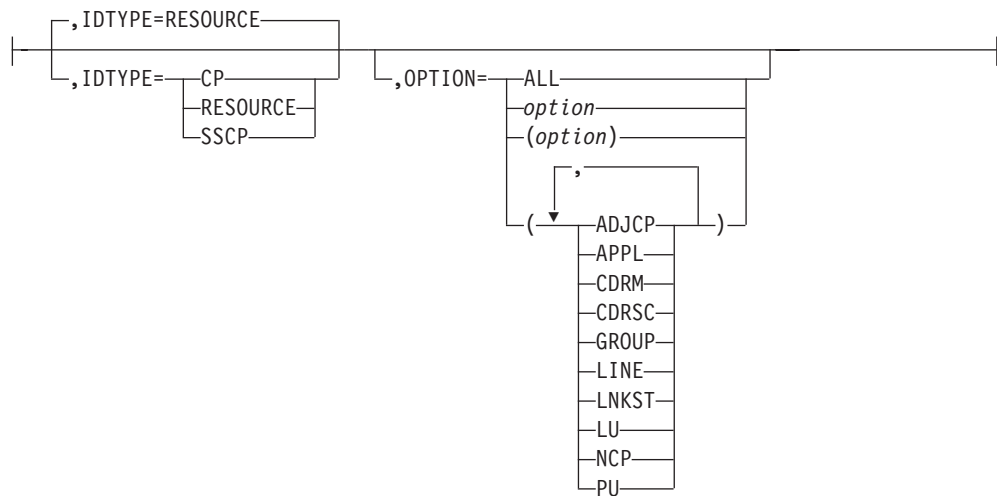 ,IDTYPE=RESOURCE
,IDTYPE= CP ,OPTION= ALL
RESOURCE option
SSCP (option)
,
( ADJCP )
APPL
CDRM
CDRSC
GROUP
LINE
LNKST
LU
NCP
PU